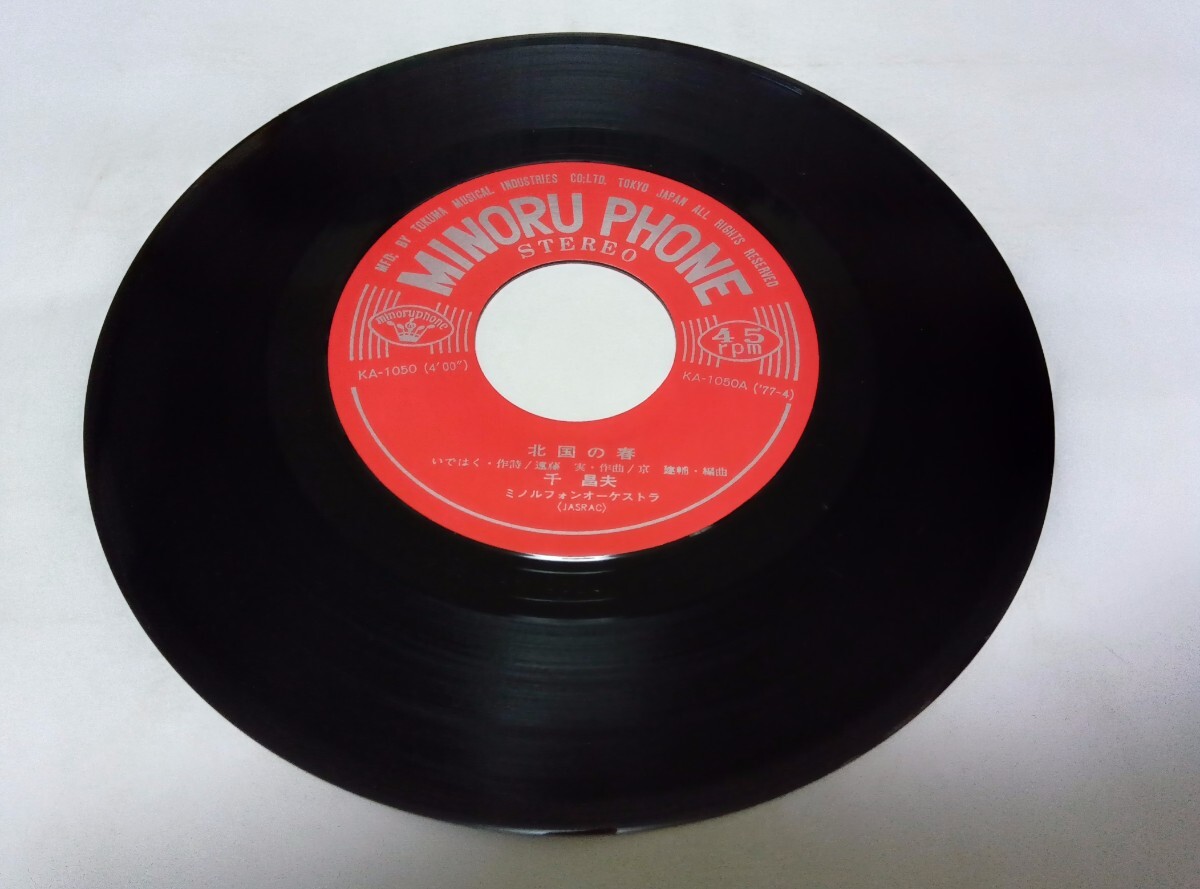 MFD. BY TOKUMA MUSICAL INDUSTRIES CO.LTD. TOKYO JAPAN ALL RIGHTS RESERVED
MINORU PHONE
STEREO
minoruphone
45
rpm
KA-1050 (4'00")
KA-1050A ('77-4)
北国の春
いではく・作詩/遠藤 実・作曲/京 建輔・編曲
千 昌夫
ミノルフォンオーケストラ
(JASRAC)